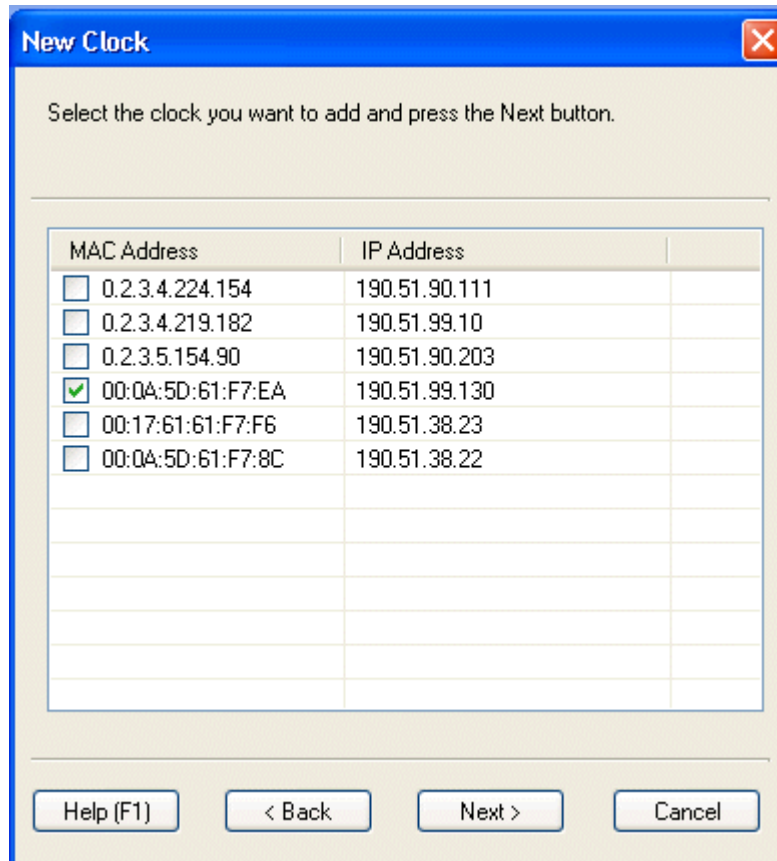 New Clock
Select the clock you want to add and press the Next button.
MAC Address IP Address
0.2.3.4.224.154 190.51.90.111
0.2.3.4.219.182 190.51.99.10
0.2.3.5.154.90 190.51.90.203
00:0A:5D:61:F7:EA 190.51.99.130
00:17:61:61:F7:F6 190.51.38.23
00:0A:5D:61:F7:8C 190.51.38.22
Help (F1) < Back Next > Cancel